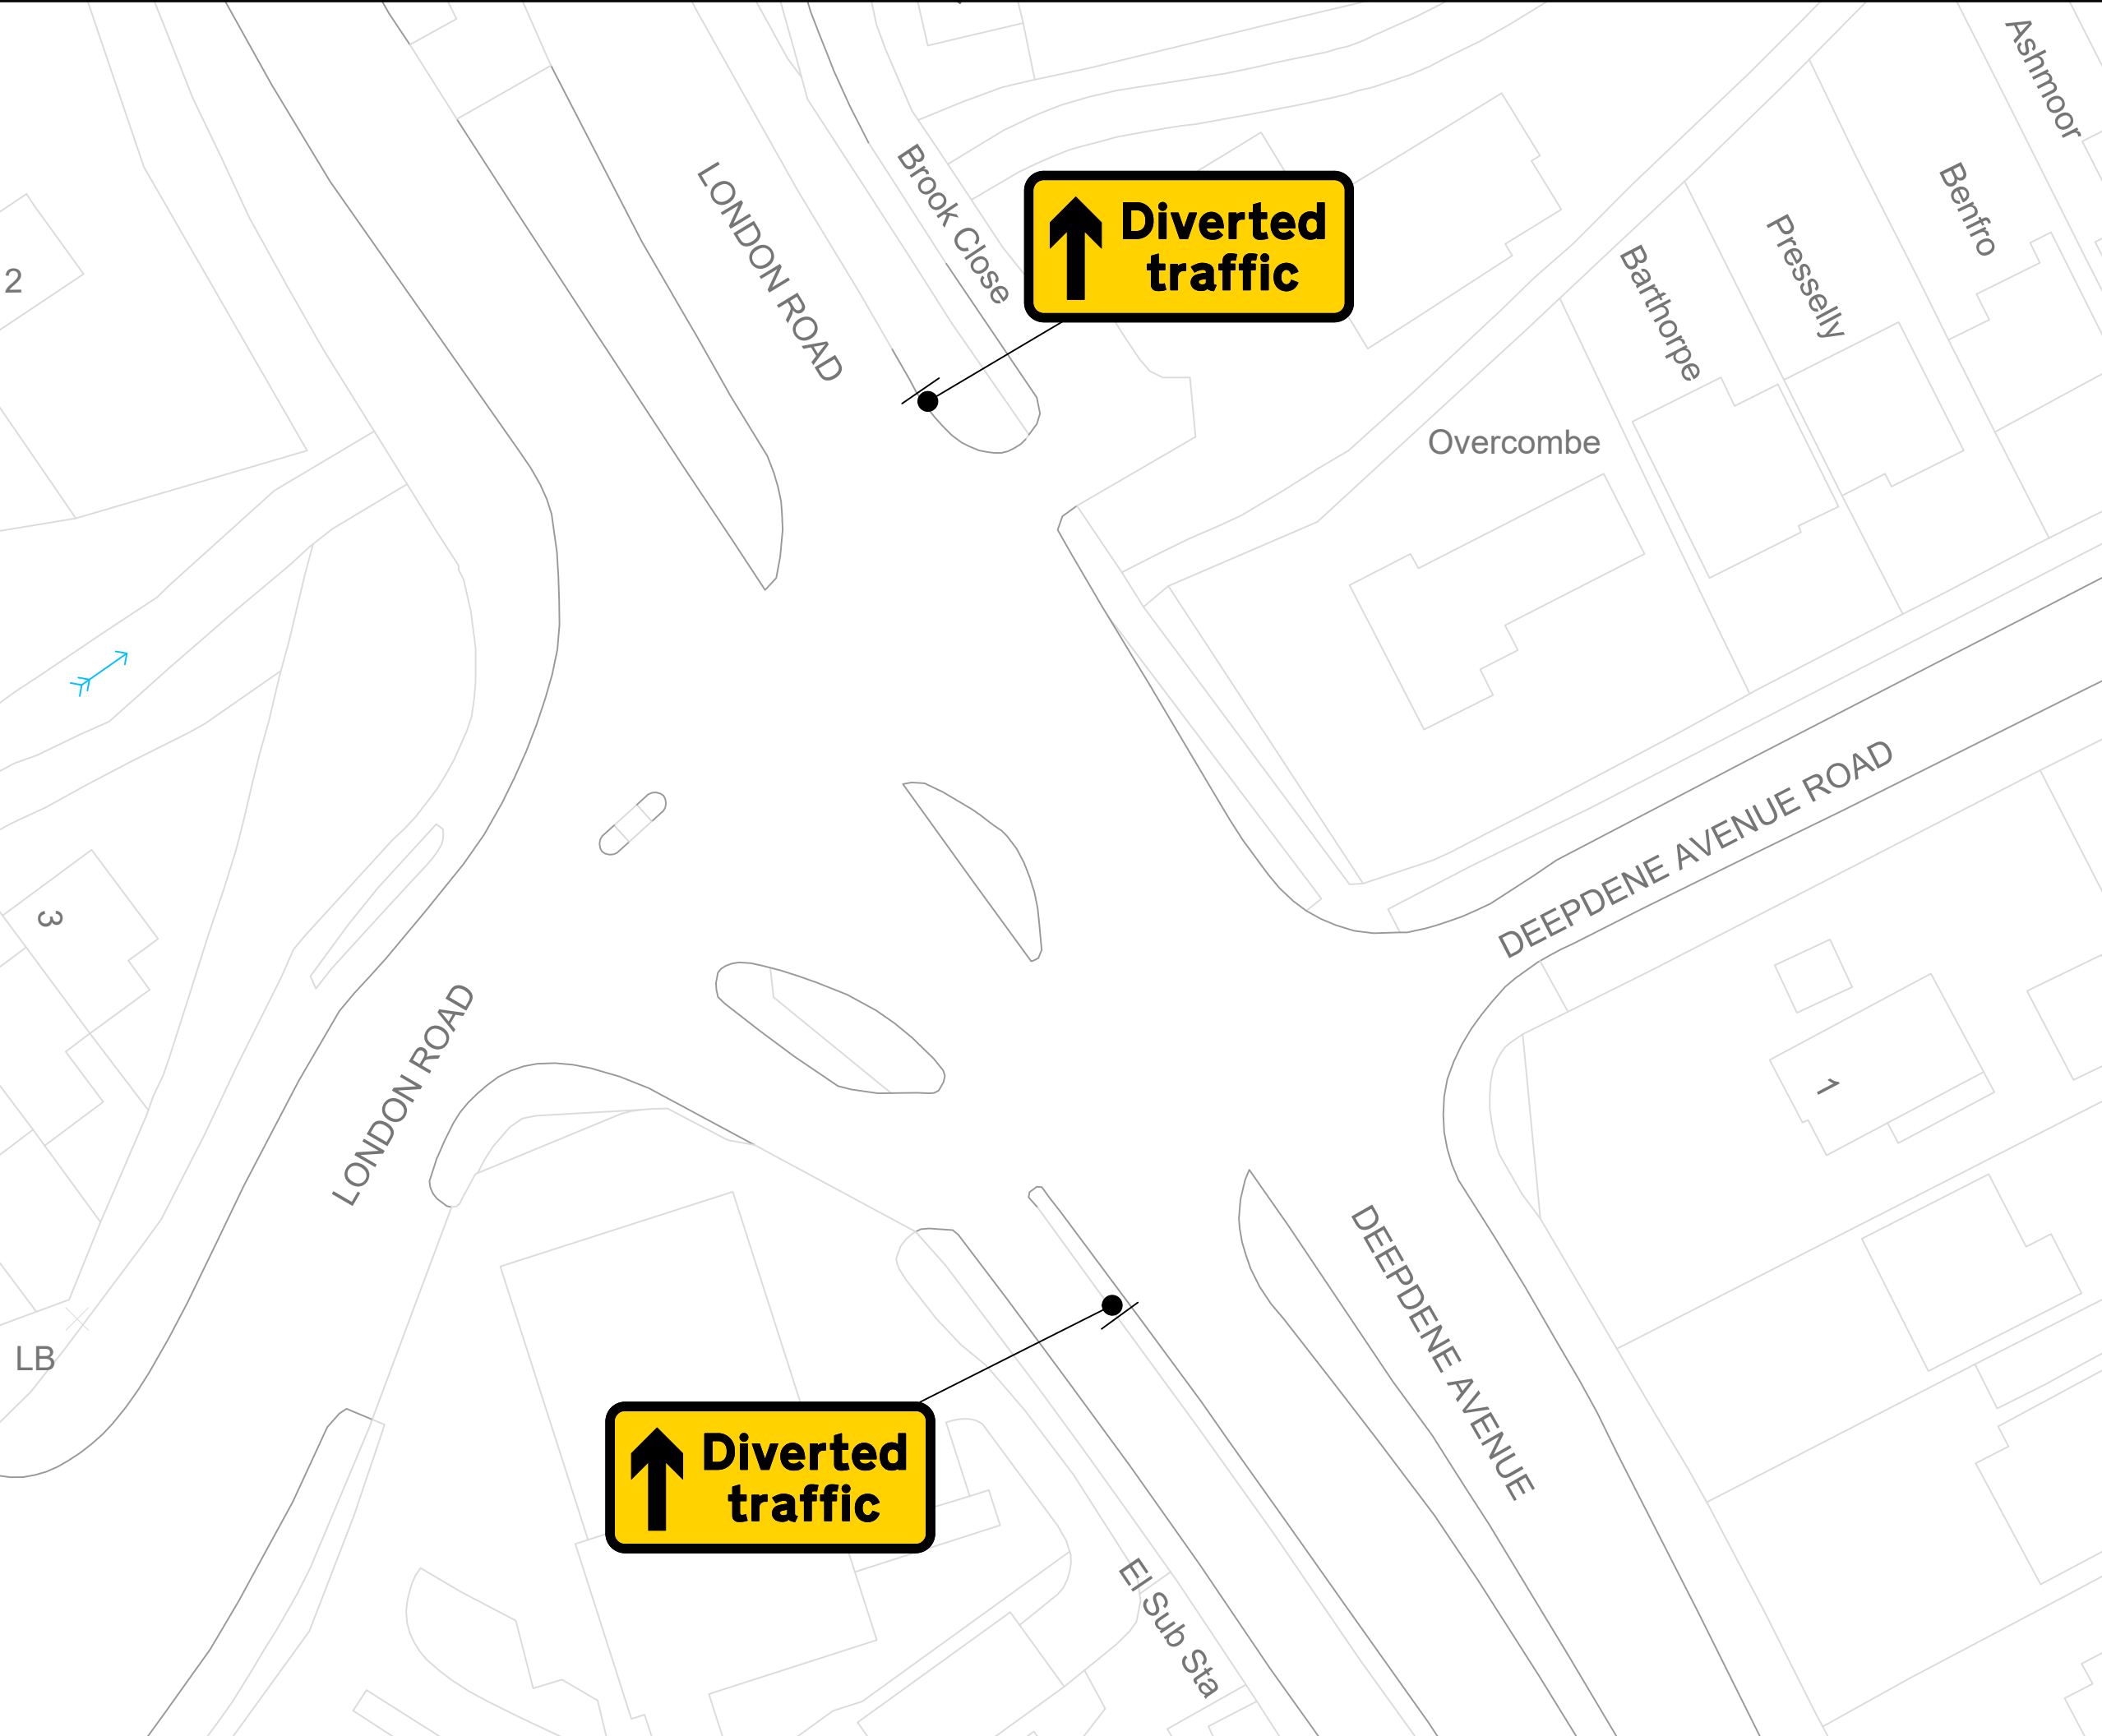 Ashmoor
Benfro
Presselly
Barthorpe
Brook Close
LONDON ROAD
Diverted
traffic
2
Overcombe
DEEPDENE AVENUE ROAD
3
LONDON ROAD
1
DEEPDENE AVENUE
LB
Diverted
traffic
El Sub Sta